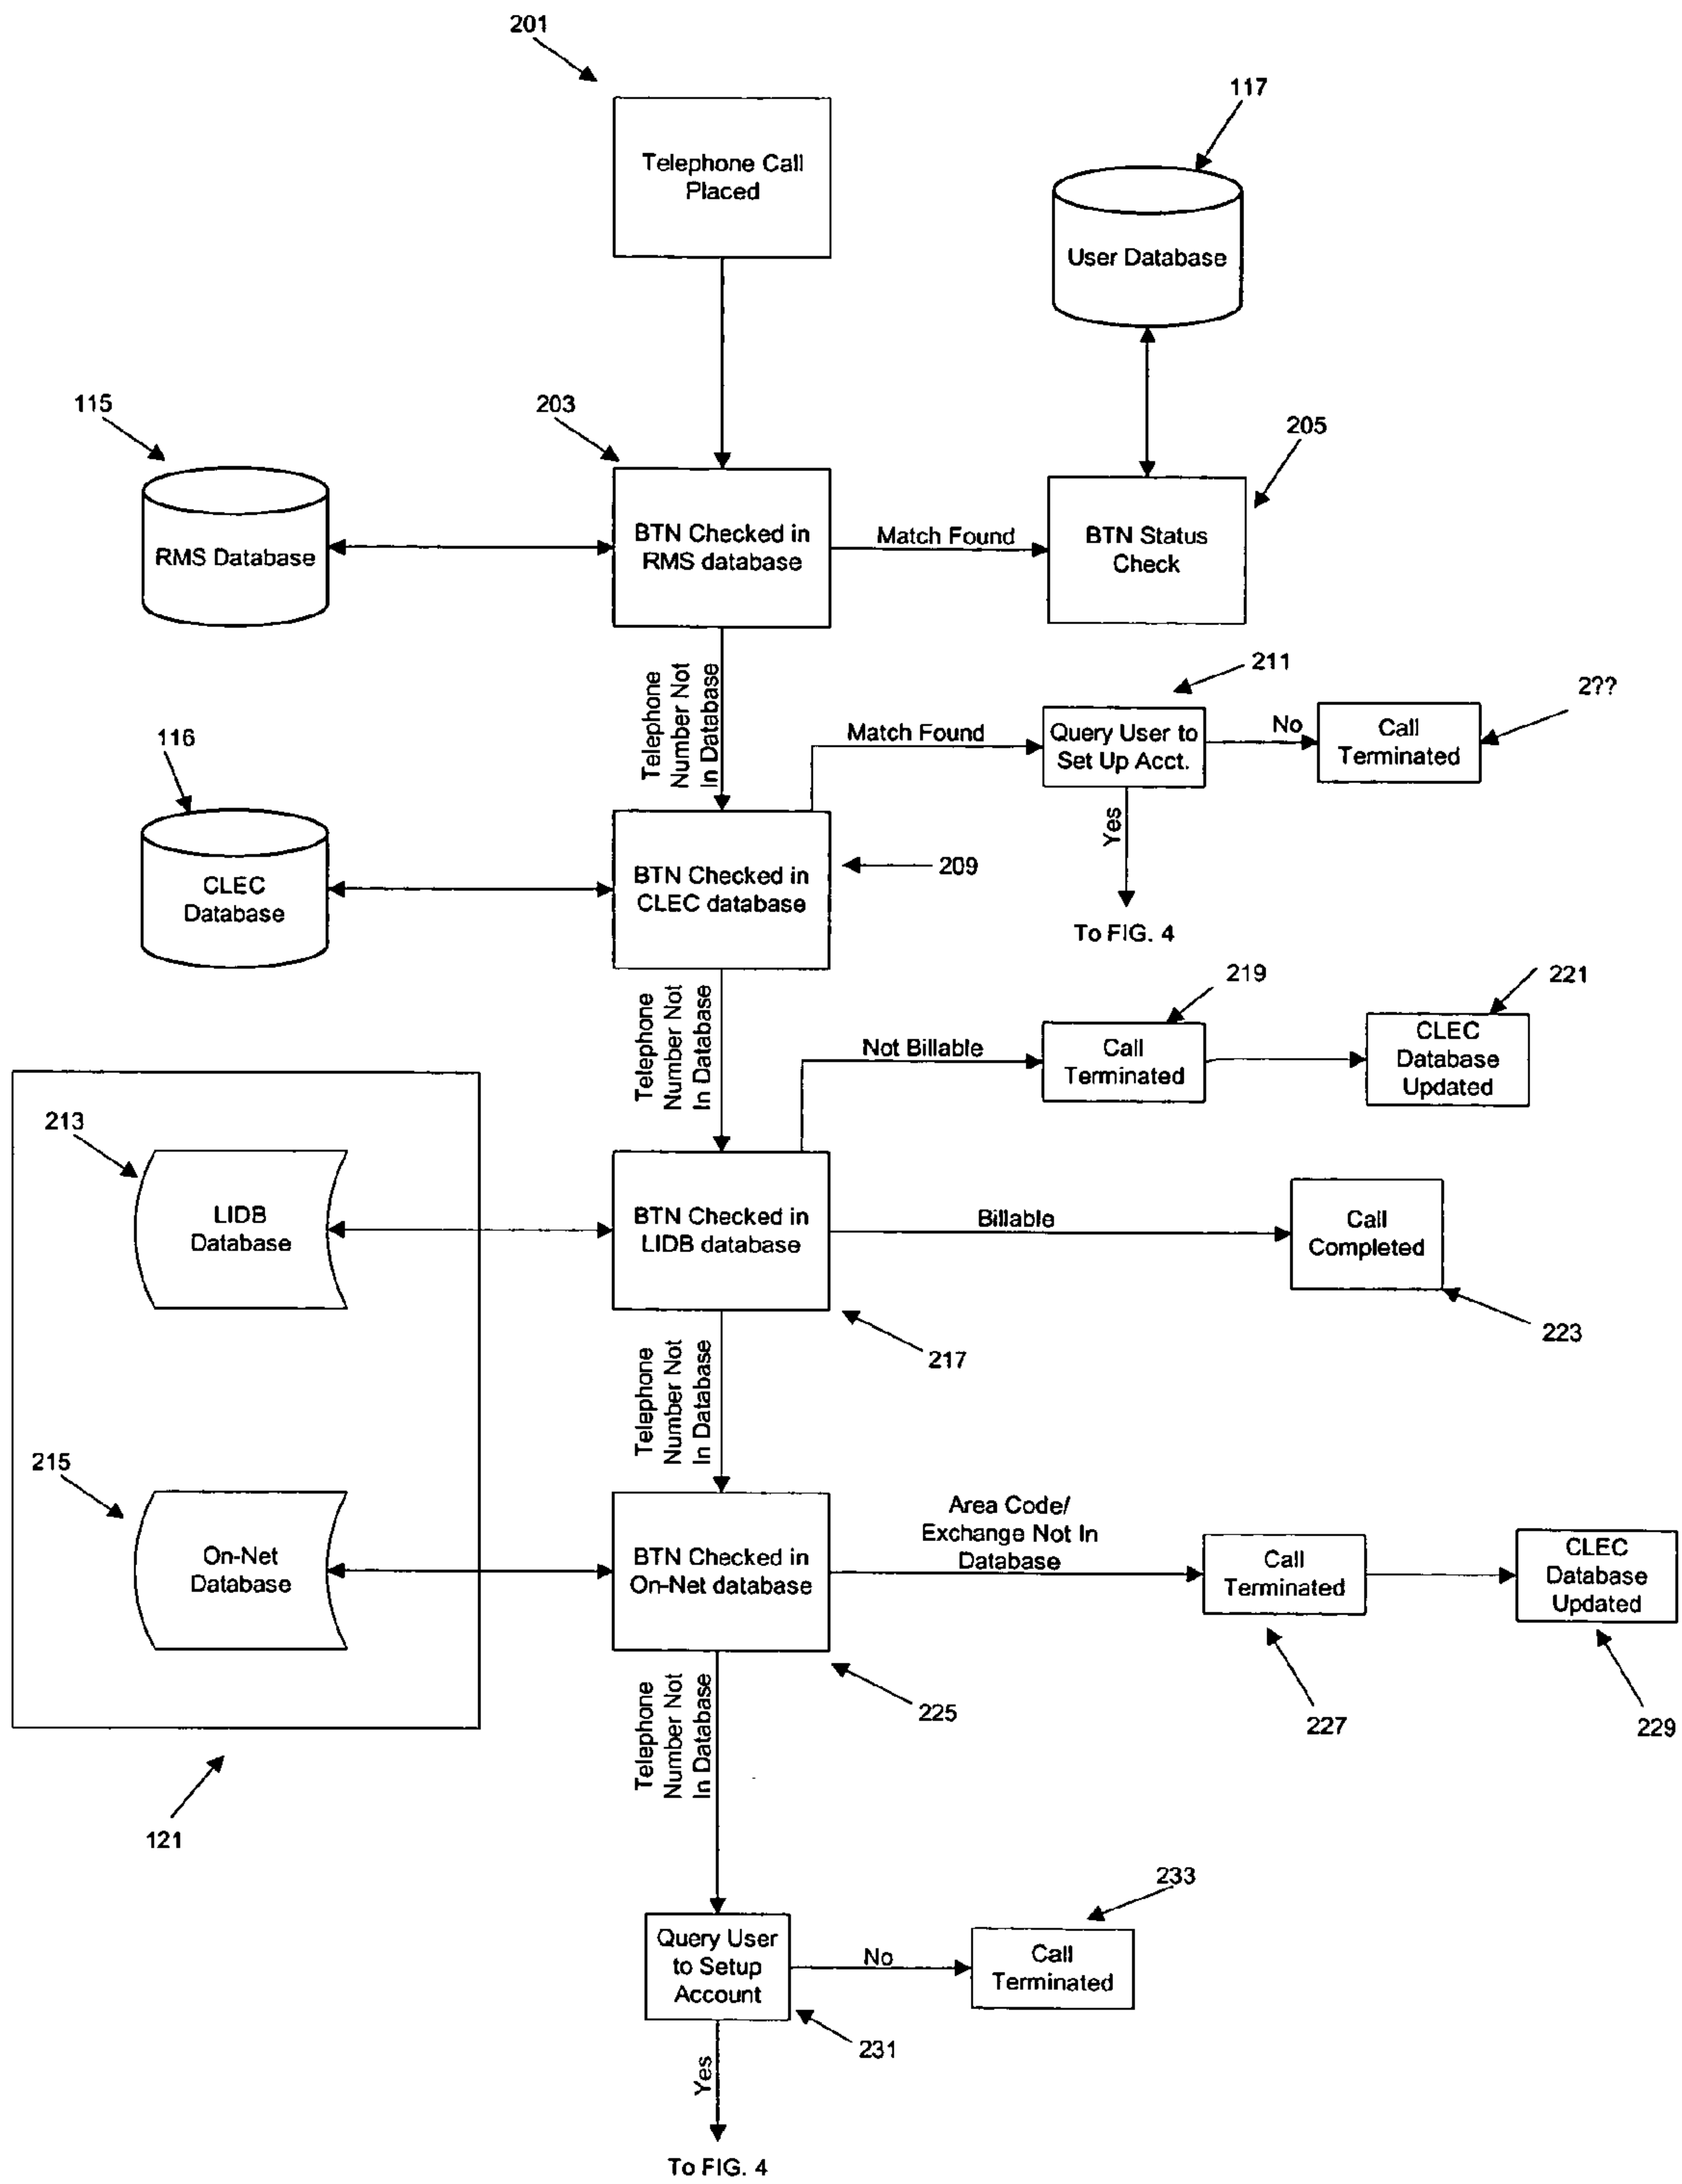 201
Telephone Call
Placed
117
User Database
115
RMS Database
203
BTN Checked in
RMS database
Match Found
205
BTN Status
Check
Telephone
Number Not
In Database
211
Query User to
Set Up Acct.
No
2??
Call
Terminated
Match Found
Yes
To FIG. 4
116
CLEC
Database
BTN Checked in
CLEC database
209
Telephone
Number Not
In Database
Not Billable
219
Call
Terminated
221
CLEC
Database
Updated
213
LIDB
Database
BTN Checked in
LIDB database
217
Billable
Call
Completed
223
Telephone
Number Not
In Database
215
On-Net
Database
121
BTN Checked in
On-Net database
225
Area Code/
Exchange Not In
Database
Call
Terminated
227
CLEC
Database
Updated
229
Telephone
Number Not
In Database
Query User
to Setup
Account
231
No
233
Call
Terminated
Yes
To FIG. 4